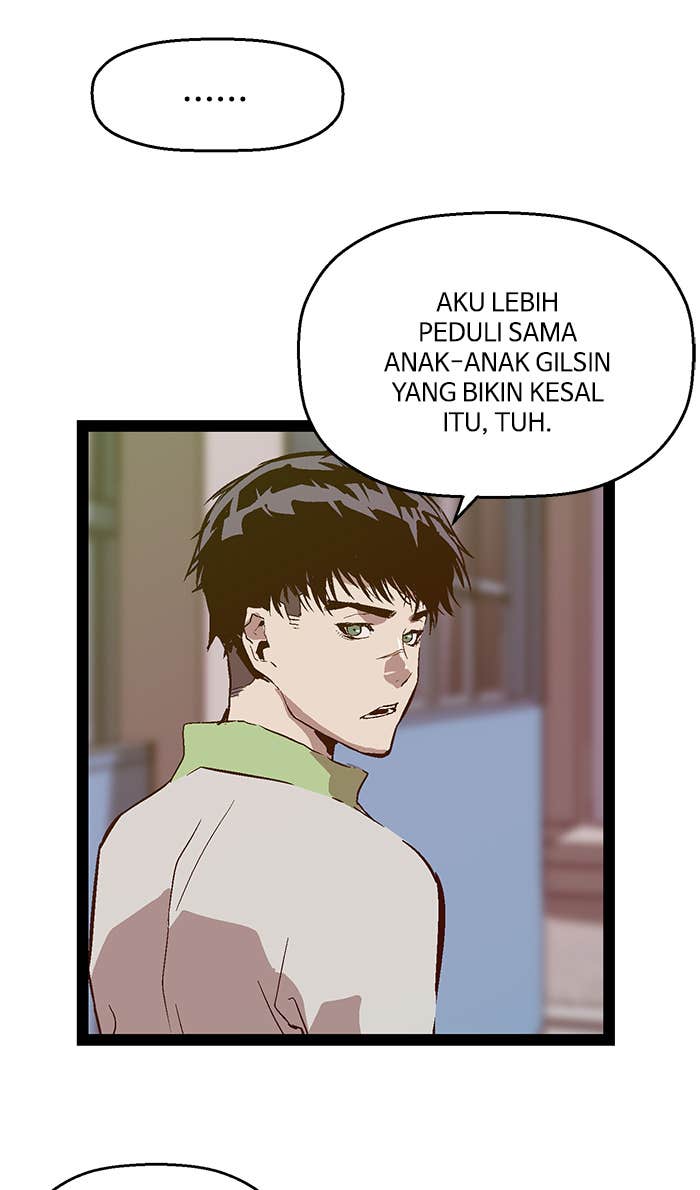 ......
AKU LEBIH
PEDULI SAMA
ANAK-ANAK GILSIN
YANG BIKIN KESAL
ITU, TUH.